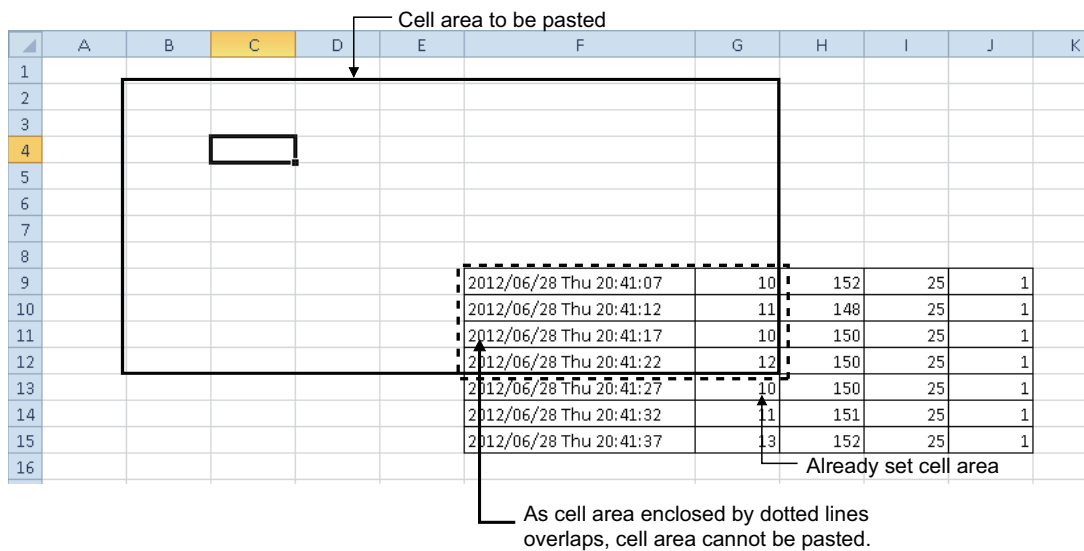 Cell area to be pasted
A B C D E F G H I J K
1
2
3
4
5
6
7
8
9 2012/06/28 Thu 20:41:07 10 152 25 1
10 2012/06/28 Thu 20:41:12 11 148 25 1
11 2012/06/28 Thu 20:41:17 10 150 25 1
12 2012/06/28 Thu 20:41:22 12 150 25 1
13 2012/06/28 Thu 20:41:27 10 150 25 1
14 2012/06/28 Thu 20:41:32 11 151 25 1
15 2012/06/28 Thu 20:41:37 13 152 25 1
16
Already set cell area
As cell area enclosed by dotted lines
overlaps, cell area cannot be pasted.